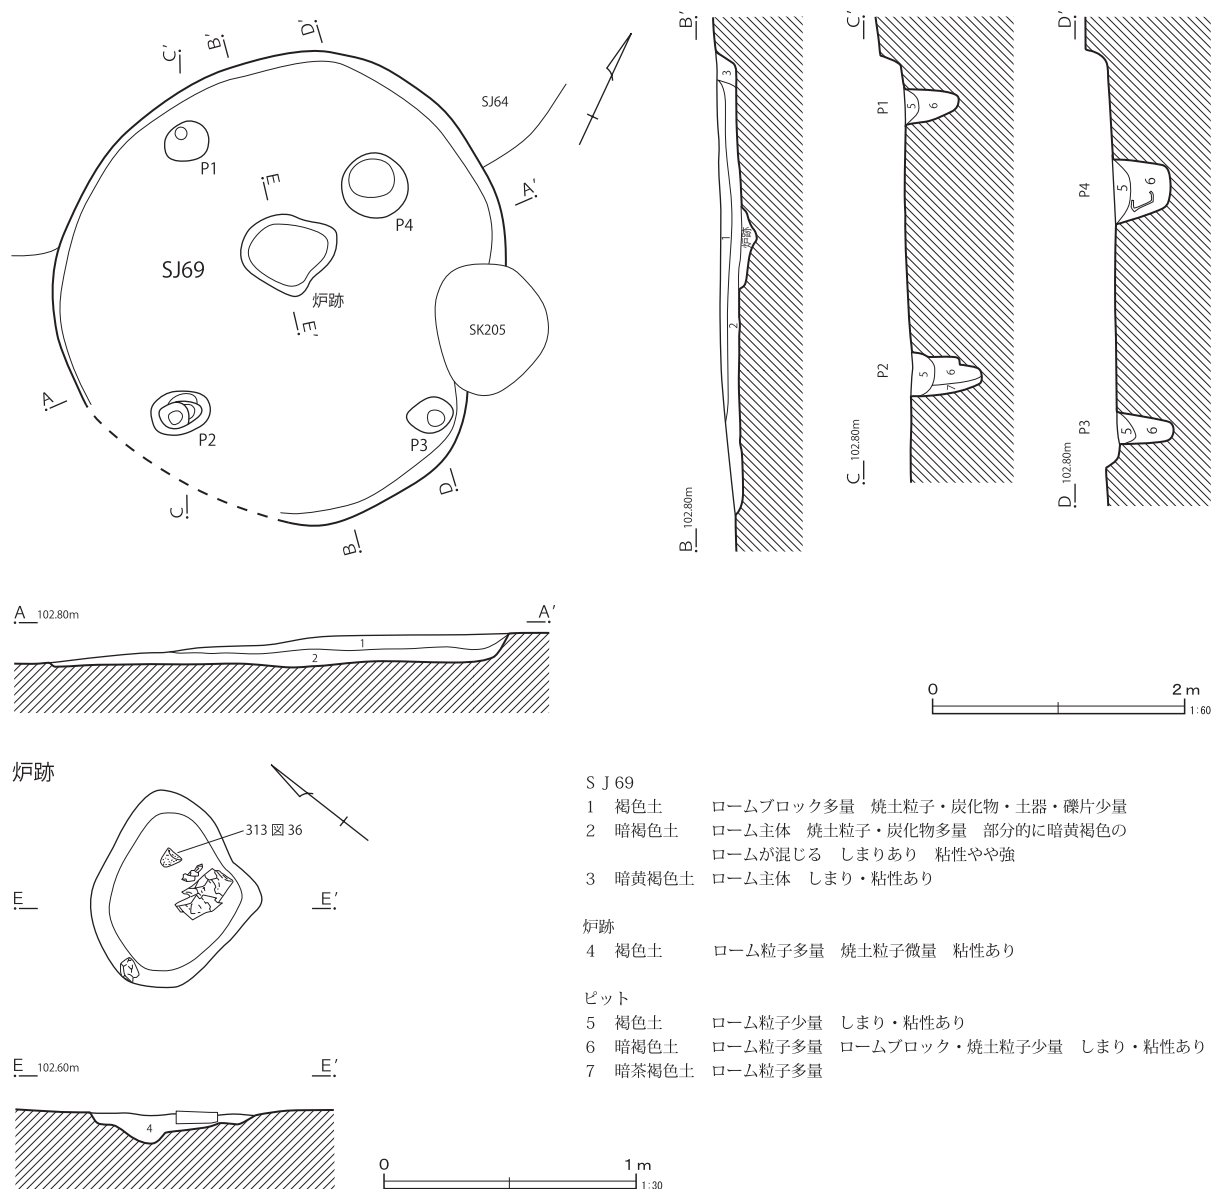 D′
B′
C′
SJ64
P1
E
A′
P4
SJ69
炉跡
E′
SK205
A
P2
P3
C
D
B
B′
3
1
炉跡
2
B 102.80m
C′
P1
5
6
P2
5
6
7
C 102.80m
D′
P4
5
6
P3
5
6
D 102.80m
A 102.80m
A′
1
2
0
2 m
1:60
炉跡
313 図 36
E
E′
E 102.60m
E′
4
0
1 m
1:30
ＳＪ69
1 褐色土 ロームブロック多量 焼土粒子・炭化物・土器・礫片少量
2 暗褐色土 ローム主体 焼土粒子・炭化物多量 部分的に暗黄褐色の
ロームが混じる しまりあり 粘性やや強
3 暗黄褐色土 ローム主体 しまり・粘性あり
炉跡
4 褐色土 ローム粒子多量 焼土粒子微量 粘性あり
ピット
5 褐色土 ローム粒子少量 しまり・粘性あり
6 暗褐色土 ローム粒子多量 ロームブロック・焼土粒子少量 しまり・粘性あり
7 暗茶褐色土 ローム粒子多量